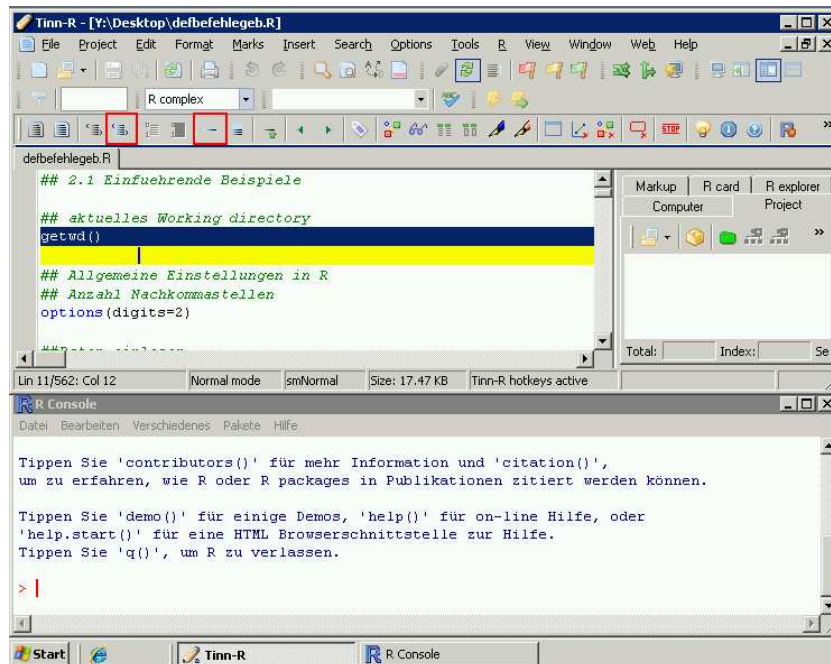 Tinn-R - [Y:\Desktop\defbefehlegeb.R]
File Project Edit Format Marks Insert Search Options Tools R View Window Web Help
R complex
STOP
defbefehlegeb.R
## 2.1 Einfuehrende Beispiele
## aktuelles Working directory
getwd()
## Allgemeine Einstellungen in R
## Anzahl Nachkommastellen
options(digits=2)
##Daten einlesen
Markup R card R explorer
Computer Project
Total: Index: Se
Lin 11/562: Col 12 Normal mode smNormal Size: 17.47 KB Tinn-R hotkeys active
R Console
Datei Bearbeiten Verschiedenes Pakete Hilfe
Tippen Sie 'contributors()' für mehr Information und 'citation()',
um zu erfahren, wie R oder R packages in Publikationen zitiert werden können.
Tippen Sie 'demo()' für einige Demos, 'help()' für on-line Hilfe, oder
'help.start()' für eine HTML Browserschnittstelle zur Hilfe.
Tippen Sie 'q()', um R zu verlassen.
>
Start Tinn-R R Console